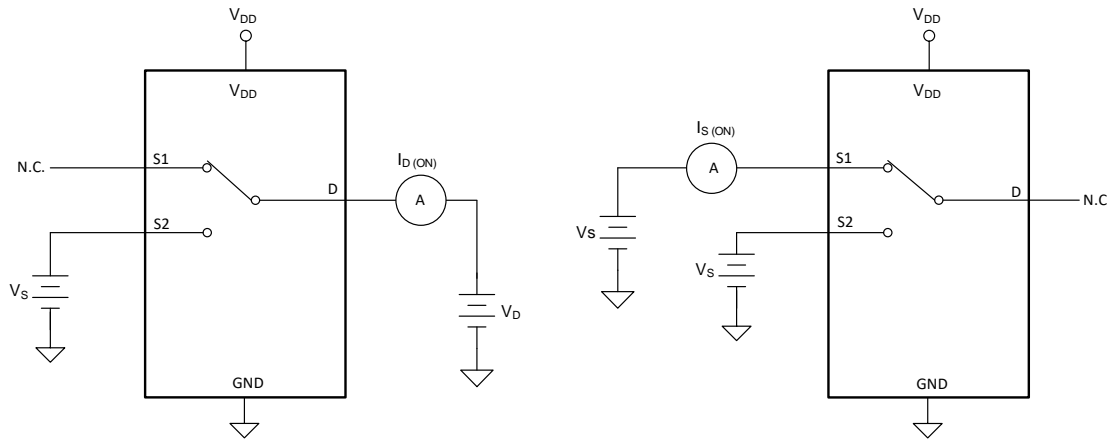 VDD
VDD
N.C.
S1
ID (ON)
A
D
S2
VS
VD
GND
VDD
VDD
IS (ON)
A
S1
D
N.C
S2
Vs
VS
GND